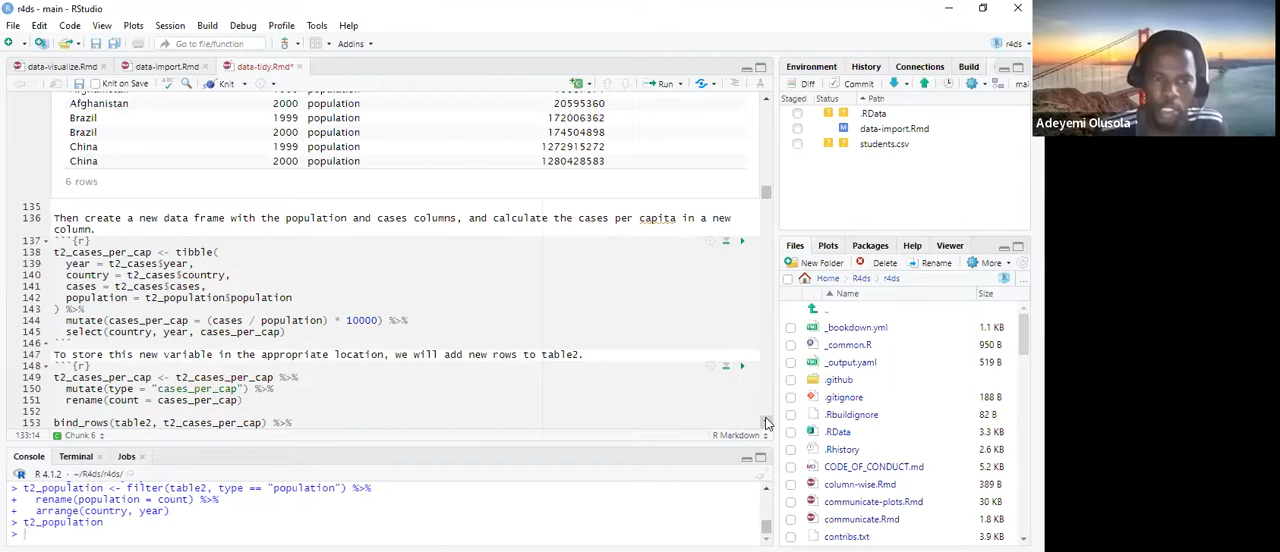 r4ds - main - RStudio
File Edit Code View Plots Session Build Debug Profile Tools Help
Go to file/function Addins r4ds
data-visualize.Rmd data-import.Rmd data-tidy.Rmd*
Knit on Save Knit Run
Afghanistan 2000 population 20595360
Brazil 1999 population 172006362
Brazil 2000 population 174504898
China 1999 population 1272915272
China 2000 population 1280428583
6 rows
135
136 Then create a new data frame with the population and cases columns, and calculate the cases per capita in a new
column.
137 ```{r}
138 t2_cases_per_cap <- tibble(
139 year = t2_cases$year,
140 country = t2_cases$country,
141 cases = t2_cases$cases,
142 population = t2_population$population
143 ) %>%
144 mutate(cases_per_cap = (cases / population) * 10000) %>%
145 select(country, year, cases_per_cap)
146 ```
147 To store this new variable in the appropriate location, we will add new rows to table2.
148 ```{r}
149 t2_cases_per_cap <- t2_cases_per_cap %>%
150 mutate(type = "cases_per_cap") %>%
151 rename(count = cases_per_cap)
152
153 bind_rows(table2, t2_cases_per_cap) %>%
133:14 Chunk 6 R Markdown
Console Terminal Jobs
R 4.1.2 · ~/R4ds/r4ds/
> t2_population <- filter(table2, type == "population") %>%
+ rename(population = count) %>%
+ arrange(country, year)
> t2_population
>
Environment History Connections Build
Diff Commit mai
Staged Status Path
.RData
M data-import.Rmd
students.csv
Files Plots Packages Help Viewer
New Folder Delete Rename More
Home R4ds r4ds ...
Name Size
..
_bookdown.yml 1.1 KB
_common.R 950 B
_output.yaml 519 B
.github
.gitignore 188 B
.Rbuildignore 82 B
.RData 3.3 KB
.Rhistory 2.6 KB
CODE_OF_CONDUCT.md 5.2 KB
column-wise.Rmd 389 B
communicate-plots.Rmd 30 KB
communicate.Rmd 1.8 KB
contribs.txt 3.9 KB
Adeyemi Olusola